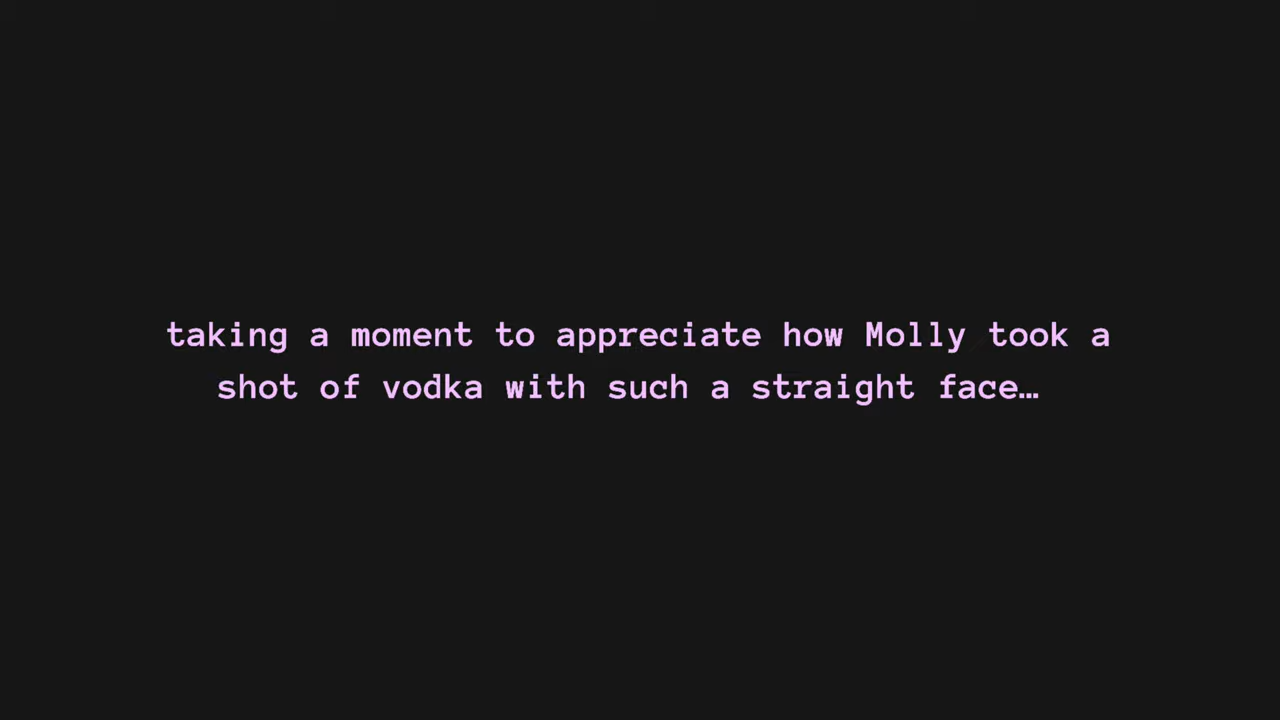 taking a moment to appreciate how Molly took a
shot of vodka with such a straight face…